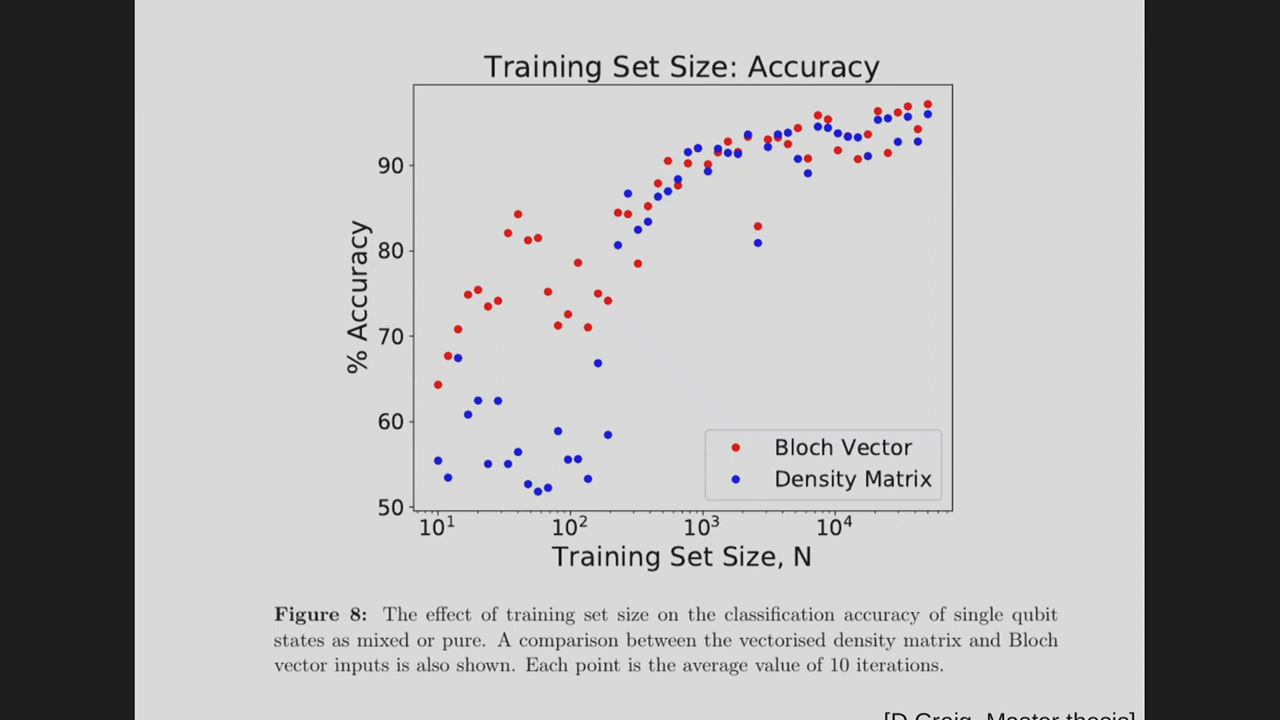 Training Set Size: Accuracy
% Accuracy
90
80
70
60
50
Bloch Vector
Density Matrix
10¹ 10² 10³ 10⁴
Training Set Size, N
Figure 8: The effect of training set size on the classification accuracy of single qubit
states as mixed or pure. A comparison between the vectorised density matrix and Bloch
vector inputs is also shown. Each point is the average value of 10 iterations.
[D Craig, Master thesis]